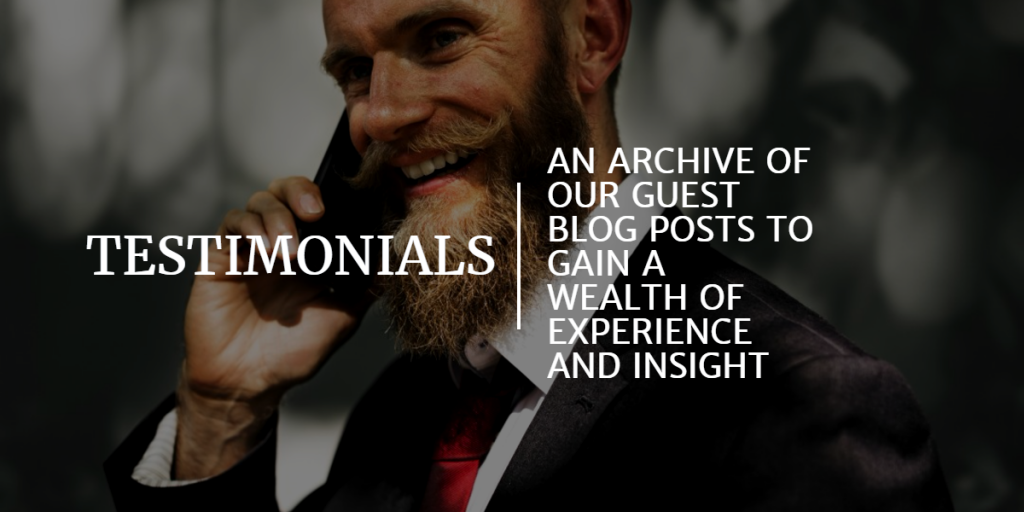 TESTIMONIALS
AN ARCHIVE OF
OUR GUEST
BLOG POSTS TO
GAIN A
WEALTH OF
EXPERIENCE
AND INSIGHT